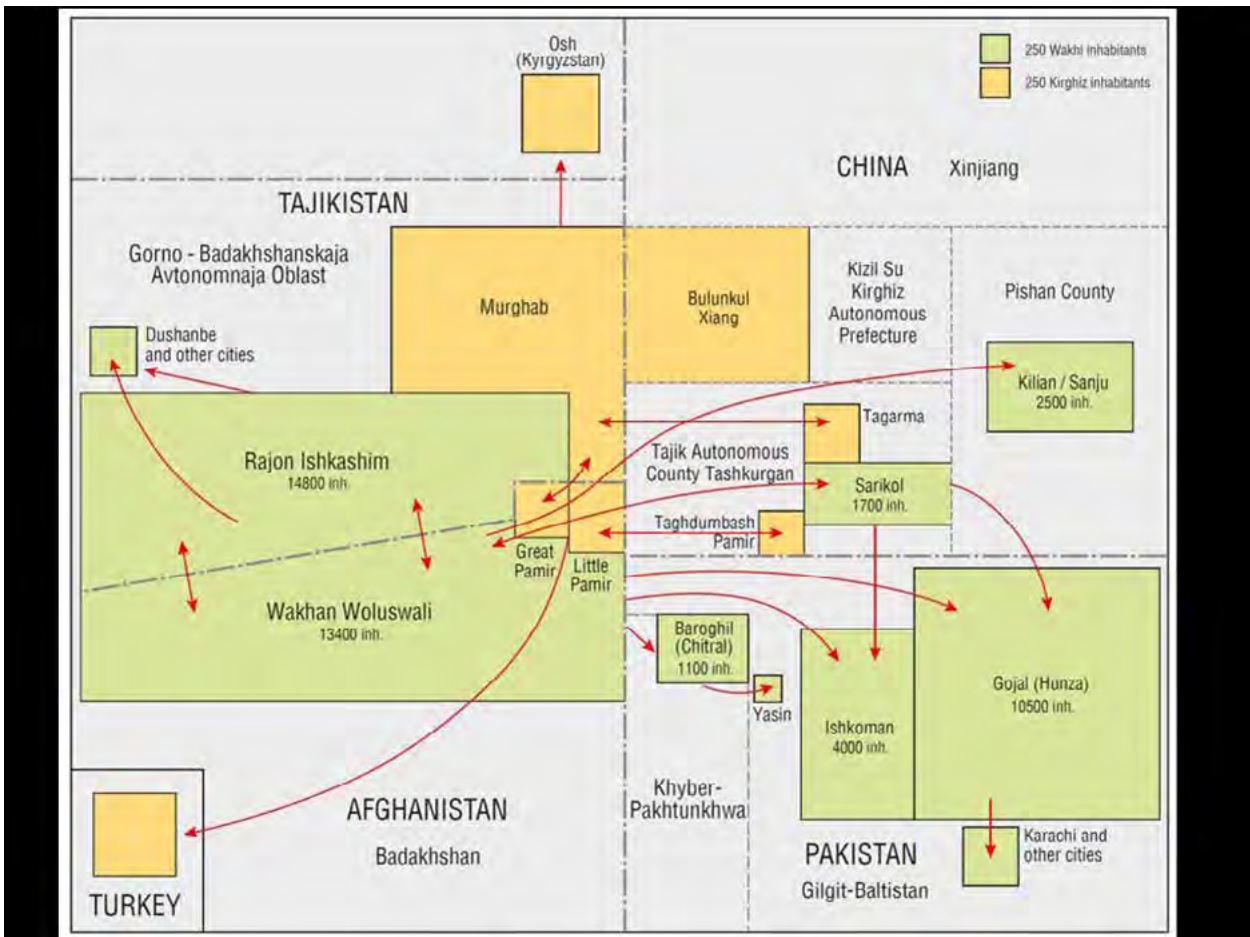 Osh
(Kyrgyzstan)
250 Wakhi inhabitants
250 Kirghiz inhabitants
CHINA Xinjiang
TAJIKISTAN
Gorno - Badakhshanskaja
Avtonomnaja Oblast
Murghab
Bulunkul
Xiang
Kizil Su
Kirghiz
Autonomous
Prefecture
Pishan County
Dushanbe
and other cities
Kilian / Sanju
2500 inh.
Tagarma
Rajon Ishkashim
14800 inh.
Tajik Autonomous
County Tashkurgan
Sarikol
1700 inh.
Taghdumbash
Pamir
Great
Pamir
Little
Pamir
Wakhan Woluswali
13400 inh.
Baroghil
(Chitral)
1100 inh.
Yasin
Ishkoman
4000 inh.
Gojal (Hunza)
10500 inh.
Khyber-
Pakhtunkhwa
AFGHANISTAN
Badakhshan
Karachi and
other cities
PAKISTAN
Gilgit-Baltistan
TURKEY